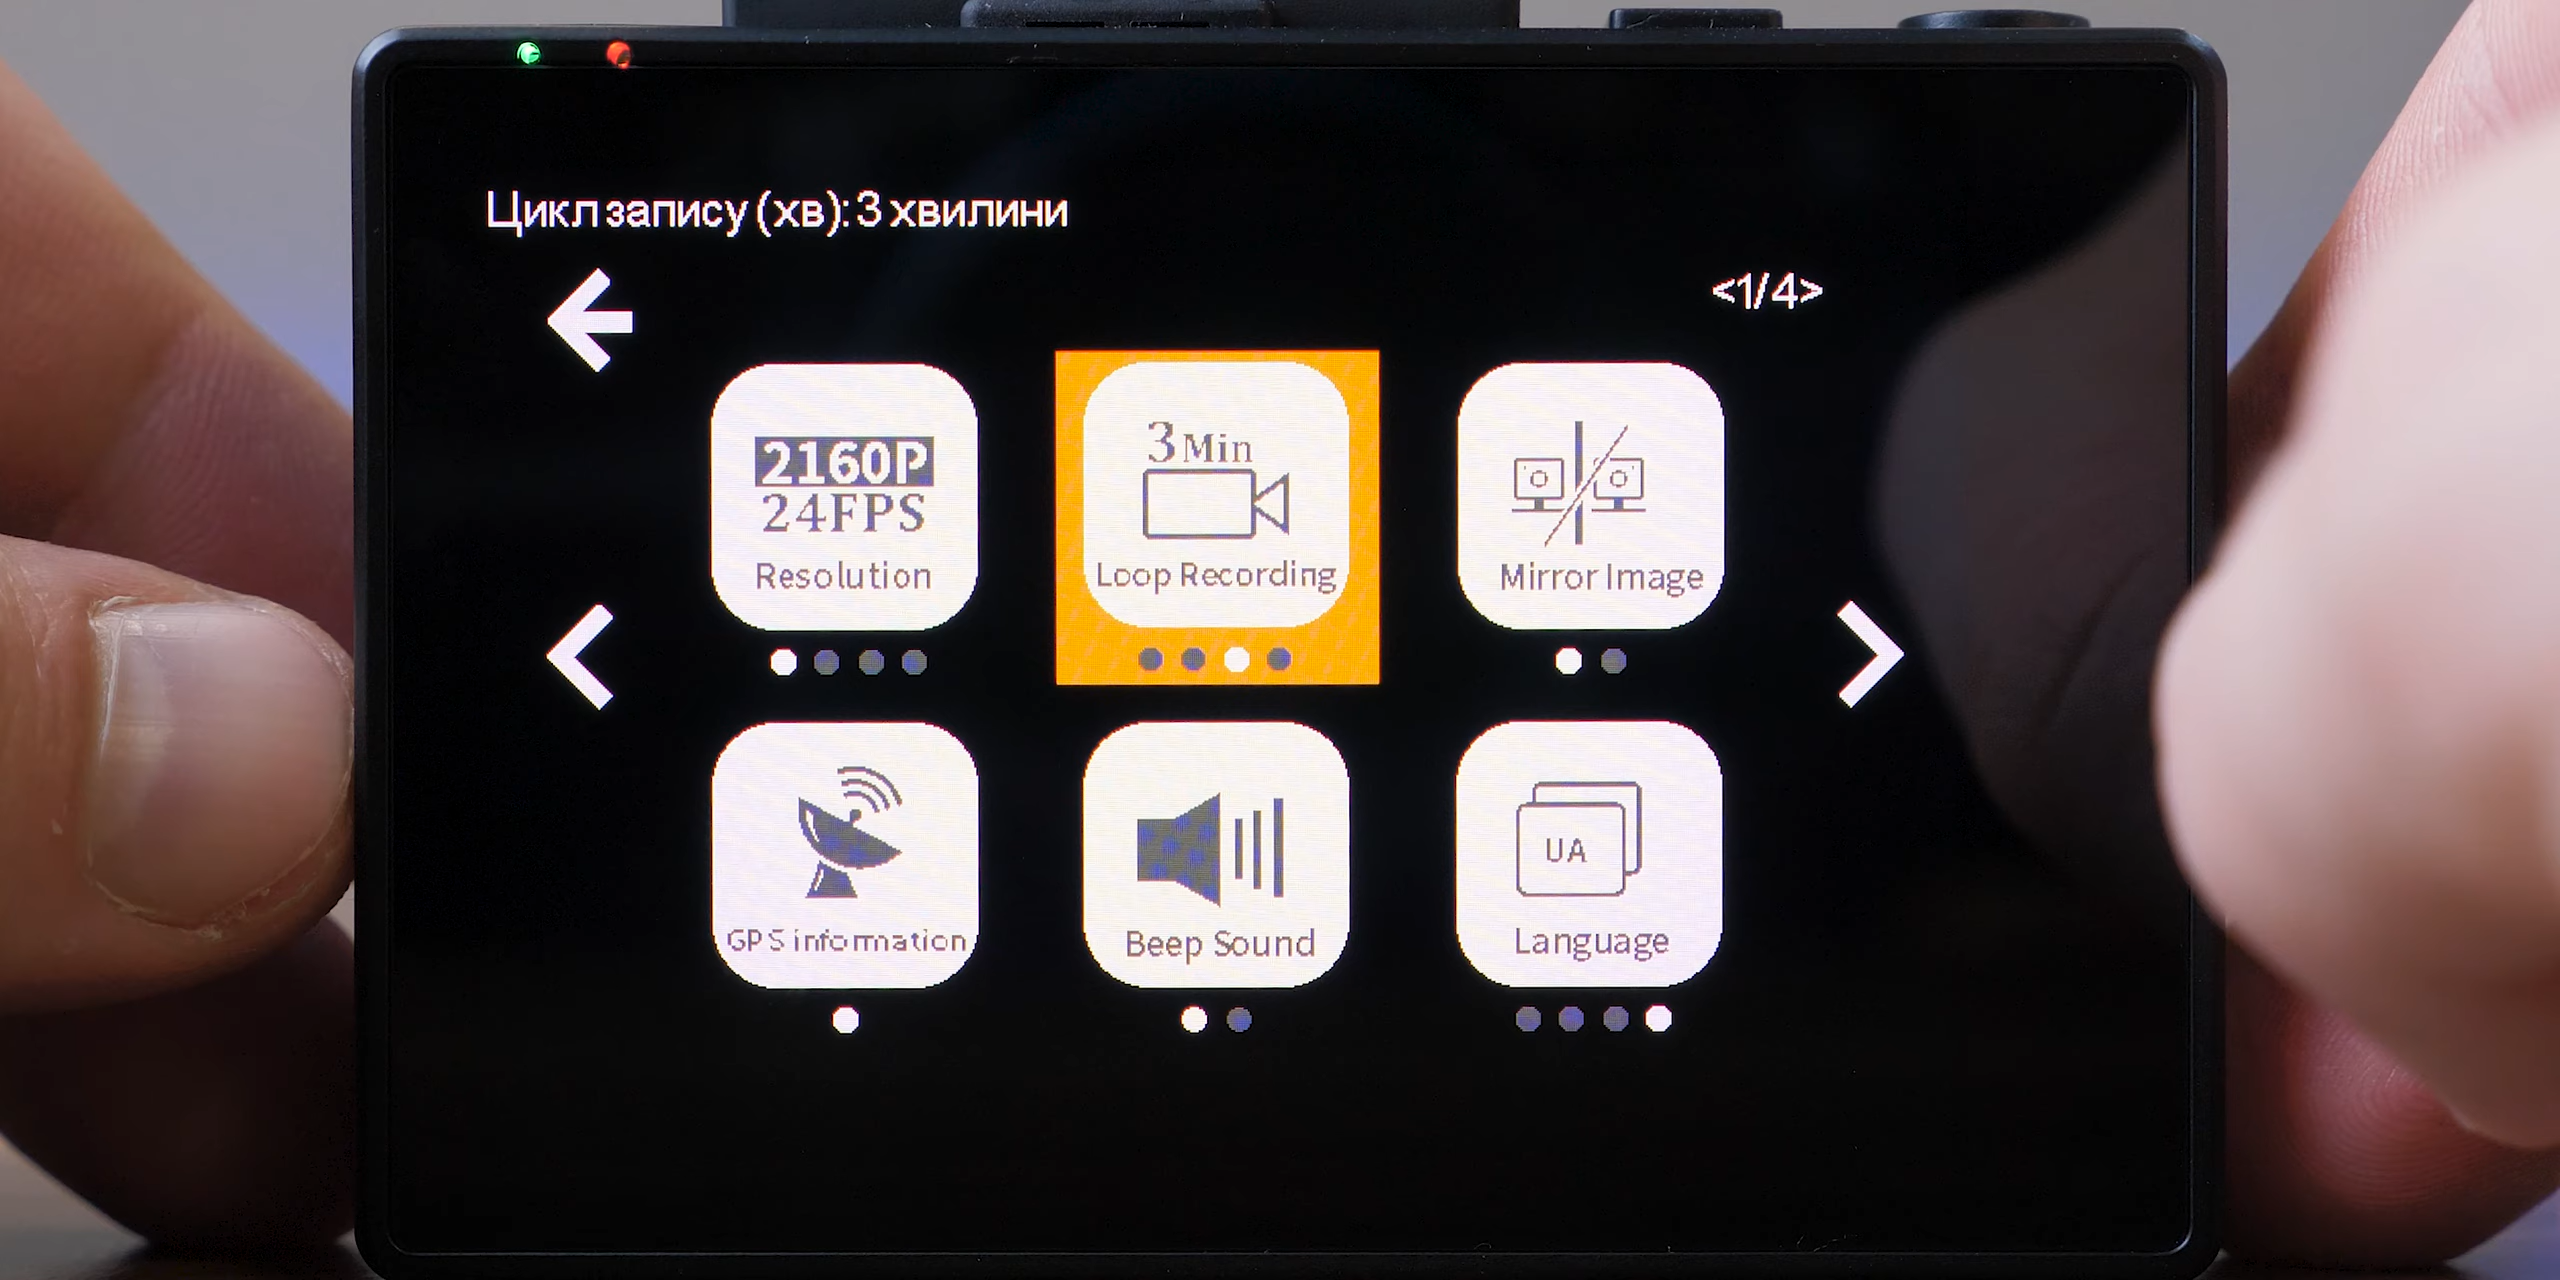 Цикл запису (хв): 3 хвилини
<1/4>
2160P
24FPS
Resolution
3 Min
Loop Recording
Mirror Image
GPS information
Beep Sound
UA
Language